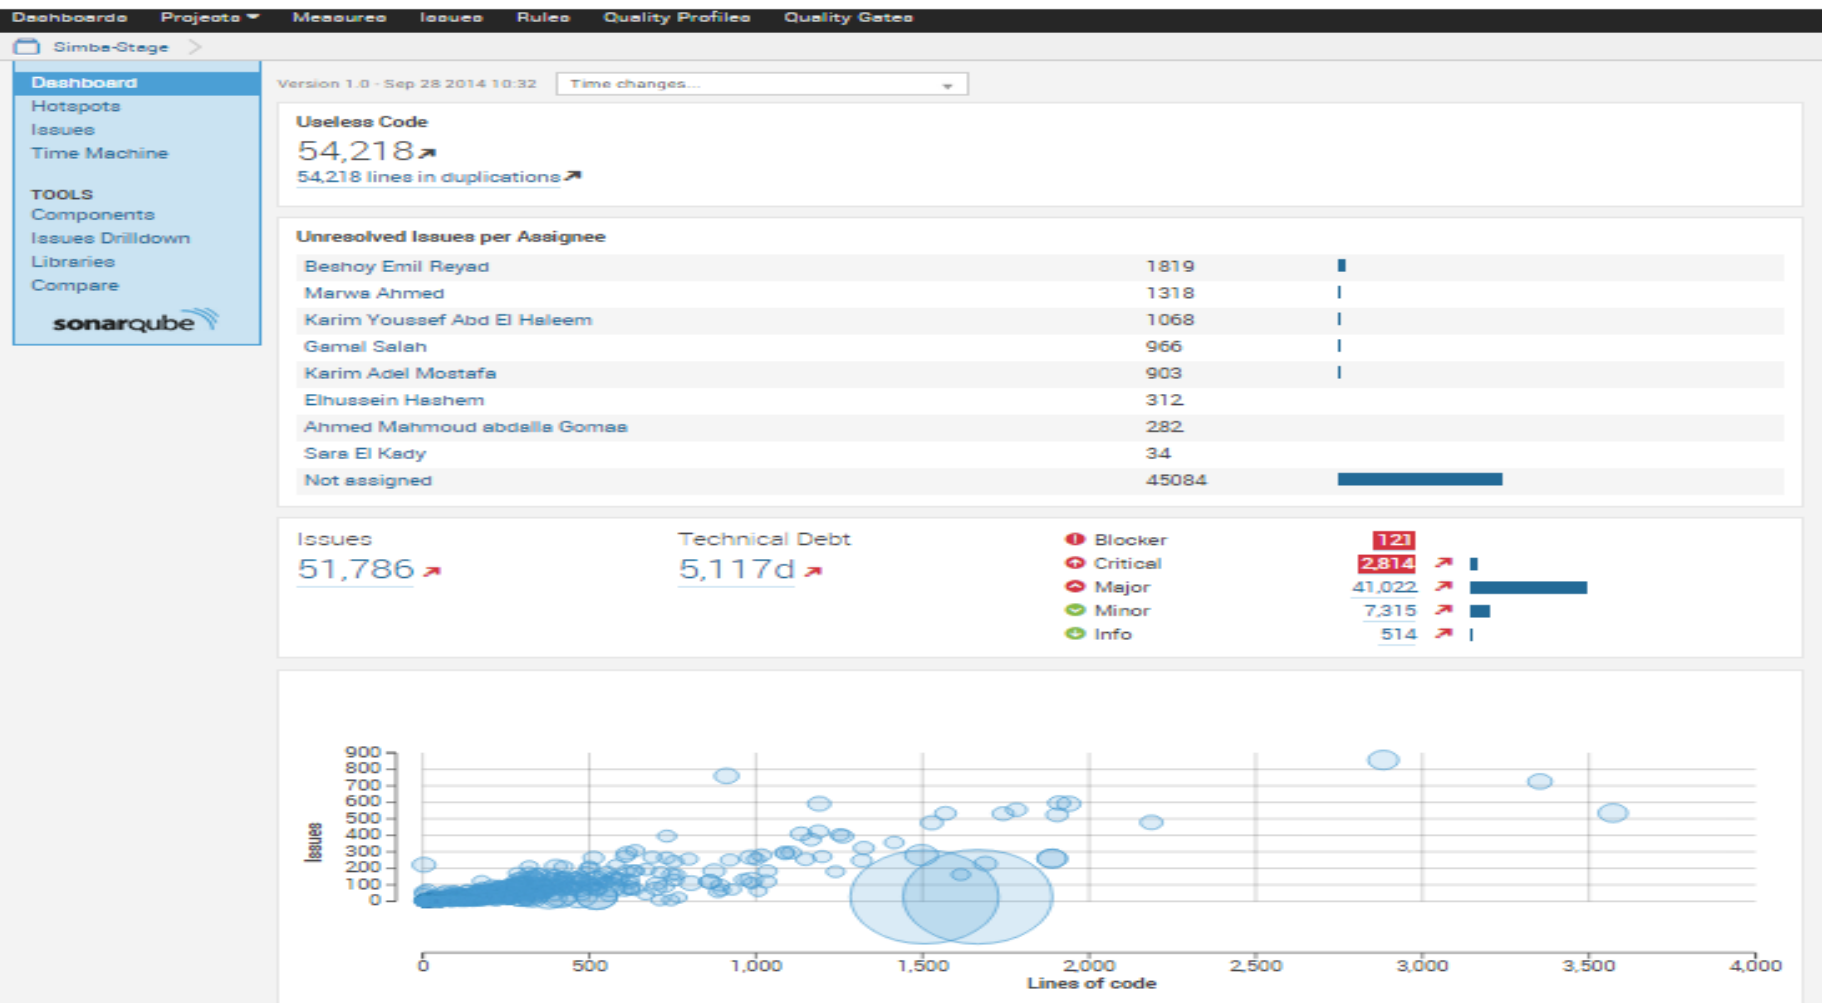 Dashboards Projects Measures Issues Rules Quality Profiles Quality Gates
Simba-Stage
Dashboard
Hotspots
Issues
Time Machine
TOOLS
Components
Issues Drilldown
Libraries
Compare
sonarqube
Version 1.0 - Sep 28 2014 10:32 Time changes...
Useless Code
54,218
54,218 lines in duplications
Unresolved Issues per Assignee
Beshoy Emil Reyad 1819
Marwa Ahmed 1318
Karim Youssef Abd El Haleem 1068
Gamal Salah 966
Karim Adel Mostafa 903
Elhussein Hashem 312
Ahmed Mahmoud abdalla Gomaa 282
Sara El Kady 34
Not assigned 45084
Issues
51,786
Technical Debt
5,117d
Blocker 121
Critical 2,814
Major 41,022
Minor 7,315
Info 514
900
800
700
600
500
400
300
200
100
0
Issues
0 500 1,000 1,500 2,000 2,500 3,000 3,500 4,000
Lines of code